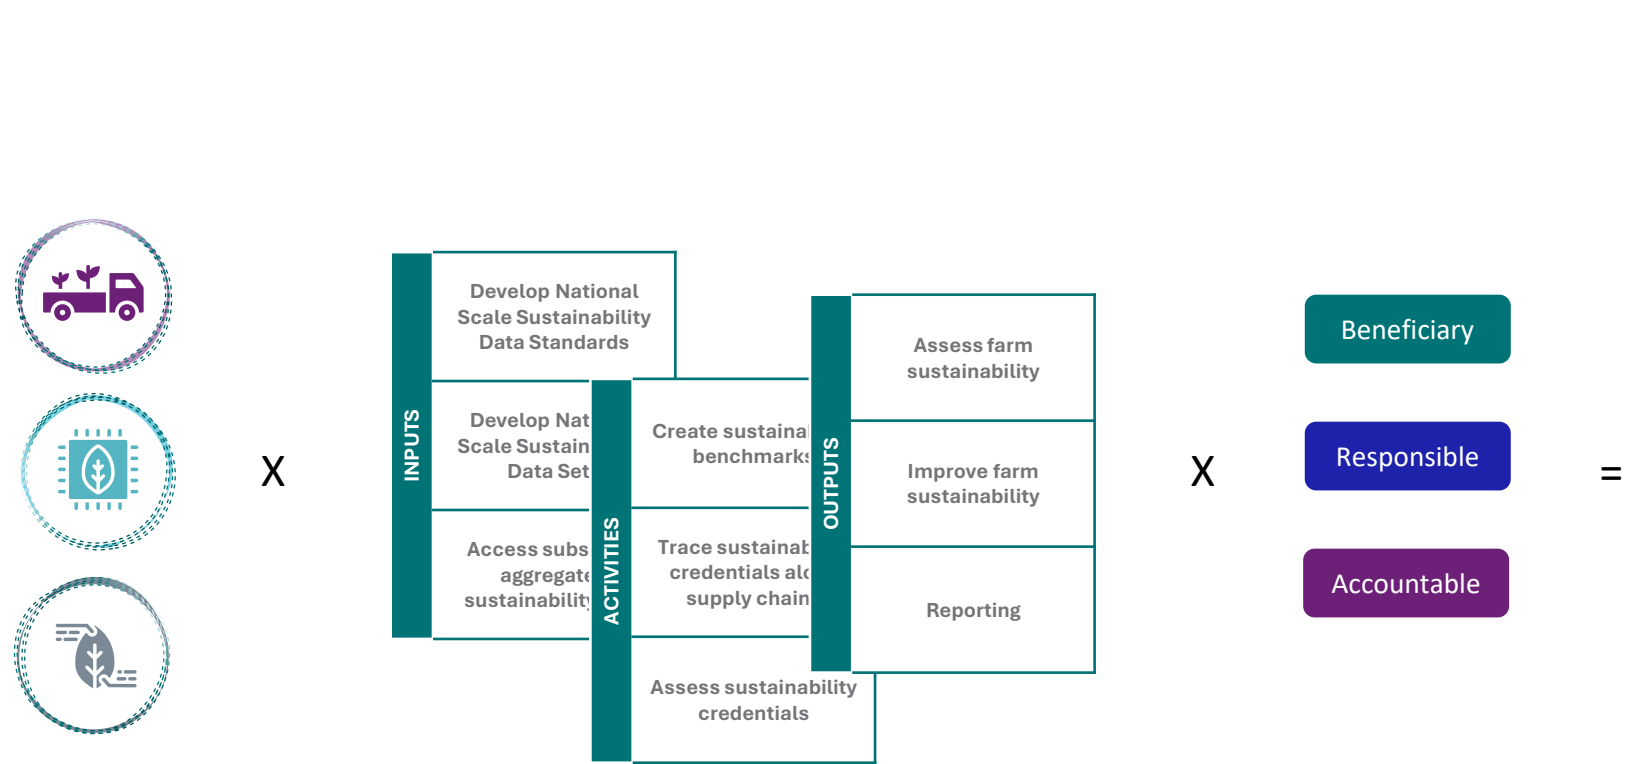 X
INPUTS
Develop National
Scale Sustainability
Data Standards
Develop Nat
Scale Sustain
Data Set
Access subs
aggregate
sustainability
ACTIVITIES
Create sustaina
benchmarks
Trace sustainab
credentials alo
supply chain
Assess sustainability
credentials
OUTPUTS
Assess farm
sustainability
Improve farm
sustainability
Reporting
X
Beneficiary
Responsible
Accountable
=